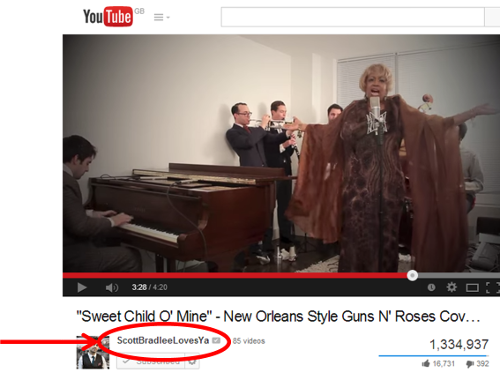 YouTube GB
3:28 / 4:20
"Sweet Child O' Mine" - New Orleans Style Guns N' Roses Cov...
ScottBradleeLovesYa
85 videos
Subscribed
1,334,937
16,731
392